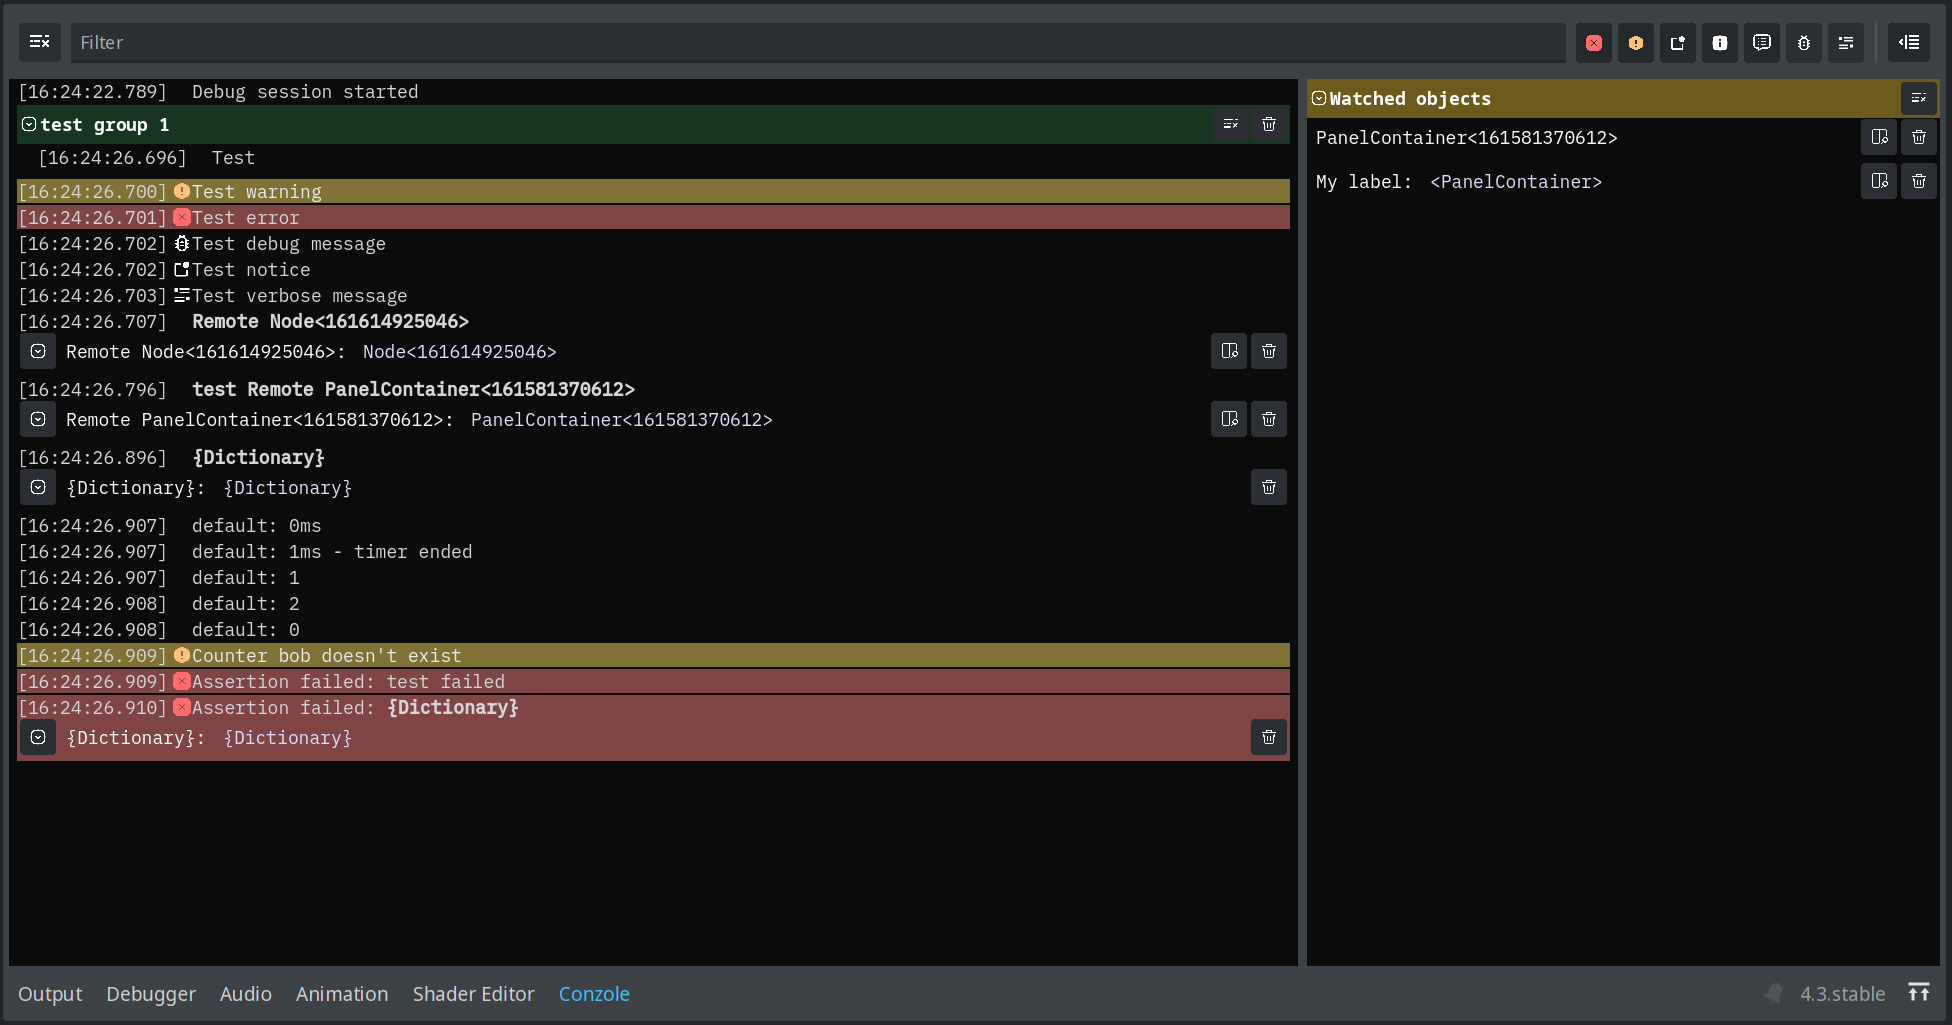 Filter
[16:24:22.789] Debug session started
test group 1
[16:24:26.696] Test
[16:24:26.700] Test warning
[16:24:26.701] Test error
[16:24:26.702] Test debug message
[16:24:26.702] Test notice
[16:24:26.703] Test verbose message
[16:24:26.707] Remote Node<161614925046>
Remote Node<161614925046>: Node<161614925046>
[16:24:26.796] test Remote PanelContainer<161581370612>
Remote PanelContainer<161581370612>: PanelContainer<161581370612>
[16:24:26.896] {Dictionary}
{Dictionary}: {Dictionary}
[16:24:26.907] default: 0ms
[16:24:26.907] default: 1ms - timer ended
[16:24:26.907] default: 1
[16:24:26.908] default: 2
[16:24:26.908] default: 0
[16:24:26.909] Counter bob doesn't exist
[16:24:26.909] Assertion failed: test failed
[16:24:26.910] Assertion failed: {Dictionary}
{Dictionary}: {Dictionary}
Watched objects
PanelContainer<161581370612>
My label: <PanelContainer>
Output Debugger Audio Animation Shader Editor Conzole 4.3.stable